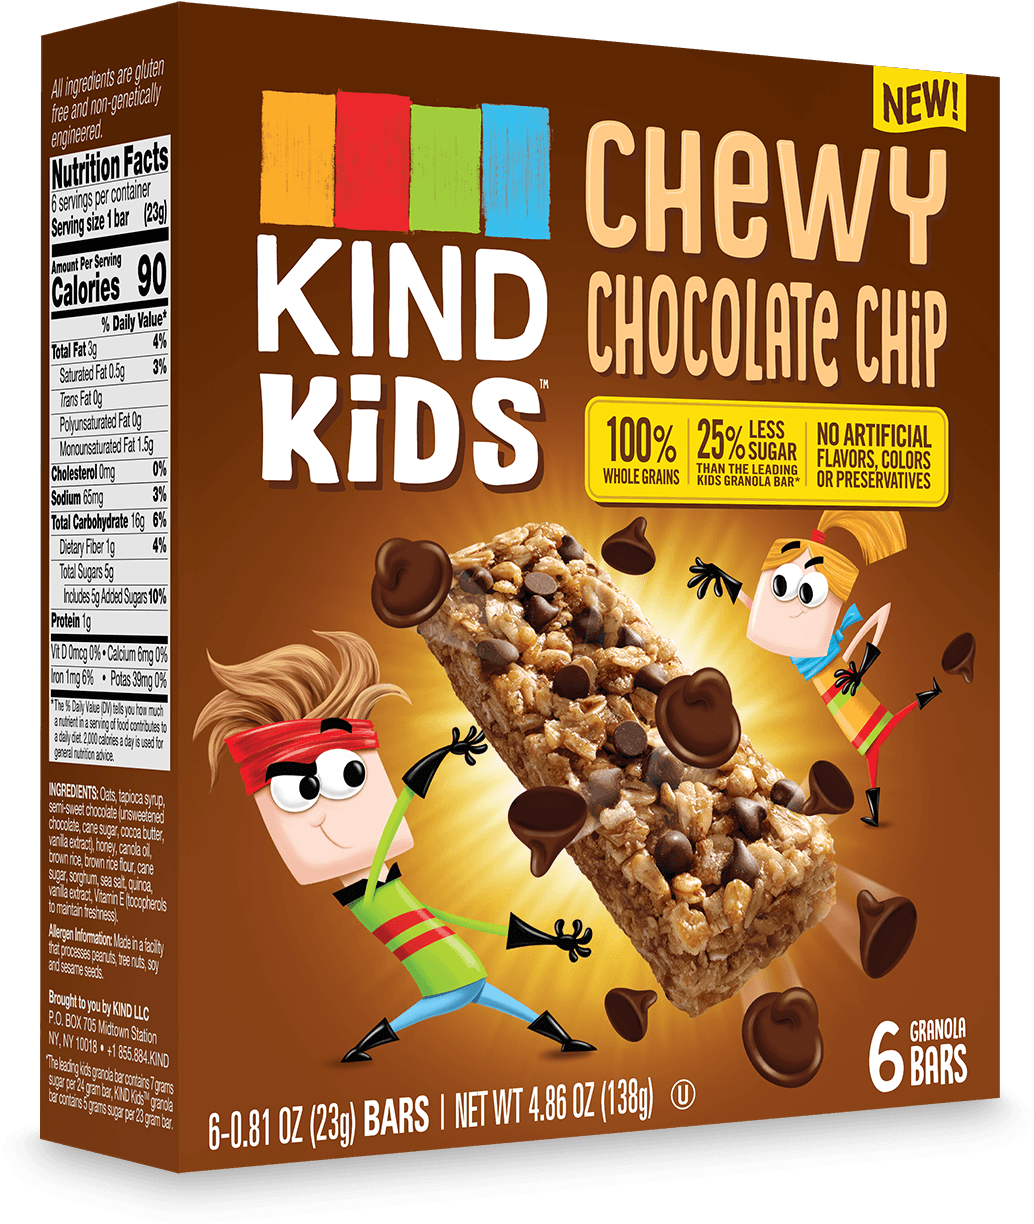 All ingredients are gluten
free and non-genetically
engineered.
Nutrition Facts
6 servings per container
Serving size 1 bar (23g)
Amount Per Serving
Calories 90
% Daily Value*
Total Fat 3g 4%
Saturated Fat 0.5g 3%
Trans Fat 0g
Polyunsaturated Fat 0g
Monounsaturated Fat 1.5g
Cholesterol 0mg 0%
Sodium 65mg 3%
Total Carbohydrate 16g 6%
Dietary Fiber 1g 4%
Total Sugars 5g
Includes 5g Added Sugars 10%
Protein 1g
Vit D 0mcg 0% • Calcium 6mg 0%
Iron 1mg 6% • Potas 39mg 0%
*The % Daily Value (DV) tells you how much
a nutrient in a serving of food contributes to
a daily diet. 2,000 calories a day is used for
general nutrition advice.
INGREDIENTS: Oats, tapioca syrup,
semi-sweet chocolate (unsweetened
chocolate, cane sugar, cocoa butter,
vanilla extract), honey, canola oil,
brown rice, brown rice flour, cane
sugar, sorghum, sea salt, quinoa,
vanilla extract, Vitamin E (tocopherols
to maintain freshness).
Allergen Information: Made in a facility
that processes peanuts, tree nuts, soy
and sesame seeds.
Brought to you by KIND LLC
P.O. BOX 705 Midtown Station
NY, NY 10018 • +1 855.884.KIND
*The leading kids granola bar contains 7 grams
sugar per 24 gram bar, KIND Kids™ granola
bar contains 5 grams sugar per 23 gram bar.
KIND
KiDS™
NEW!
CHeWY
CHOCOLATe CHiP
100%
WHOLE GRAINS
25% LESS
SUGAR
THAN THE LEADING
KIDS GRANOLA BAR*
NO ARTIFICIAL
FLAVORS, COLORS
OR PRESERVATIVES
6 GRANOLA
BARS
6-0.81 OZ (23g) BARS | NET WT 4.86 OZ (138g) U